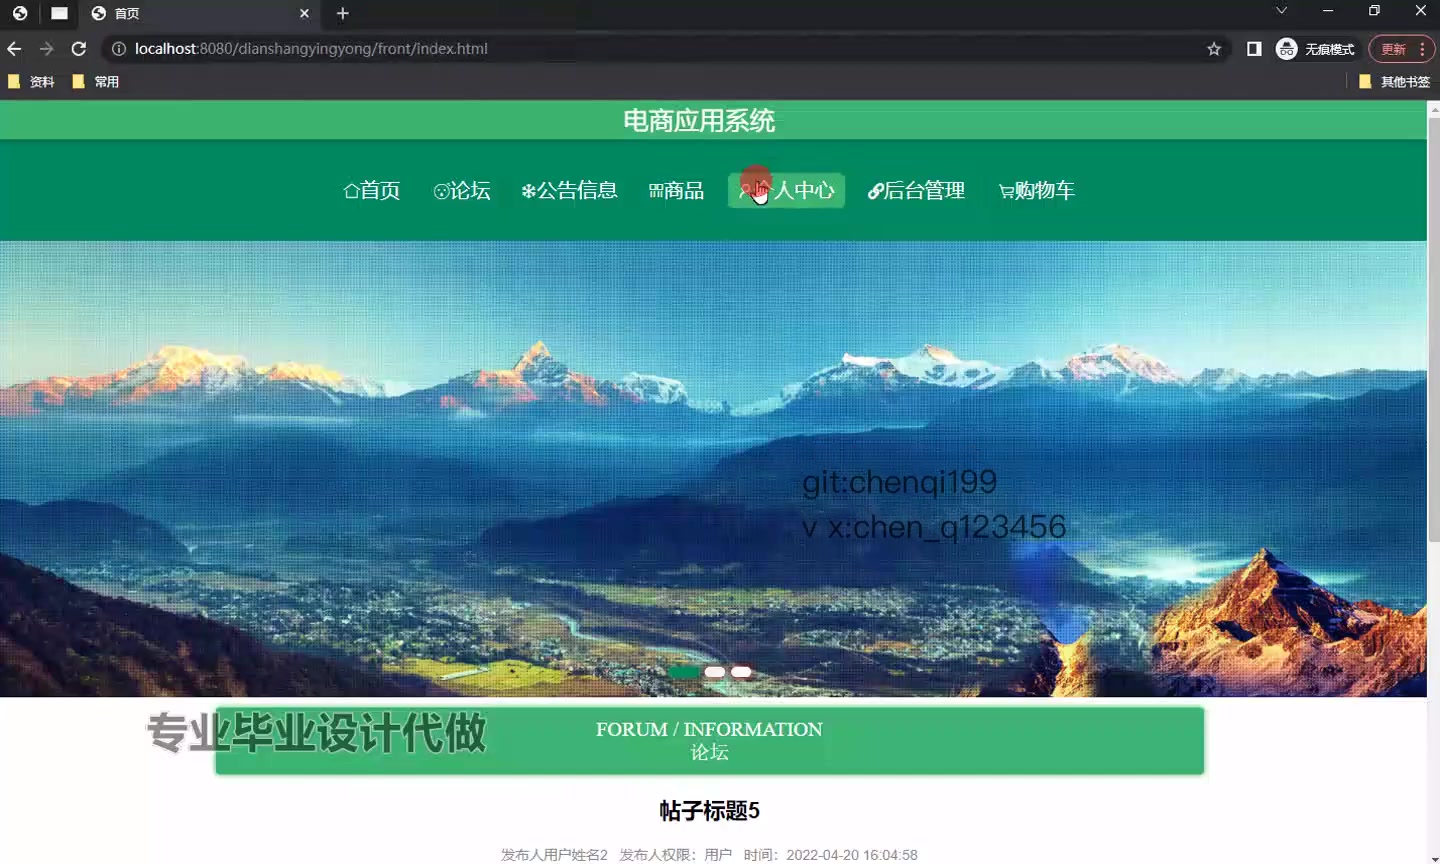 首页
localhost:8080/dianshangyingyong/front/index.html
无痕模式
更新
资料
常用
其他书签
电商应用系统
首页
论坛
公告信息
商品
个人中心
后台管理
购物车
git:chenqi199
v x:chen_q123456
专业毕业设计代做
FORUM / INFORMATION
论坛
帖子标题5
发布人用户姓名2 发布人权限：用户 时间：2022-04-20 16:04:58